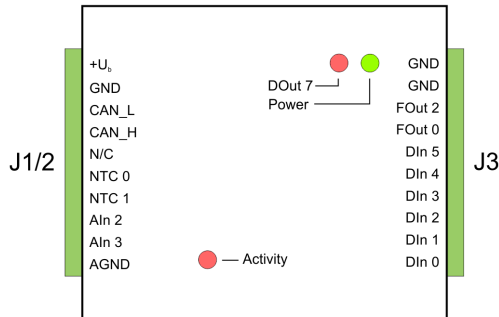 +Ub
GND
CAN_L
CAN_H
N/C
NTC 0
NTC 1
AIn 2
AIn 3
AGND
J1/2
DOut 7
Power
Activity
GND
GND
FOut 2
FOut 0
DIn 5
DIn 4
DIn 3
DIn 2
DIn 1
DIn 0
J3